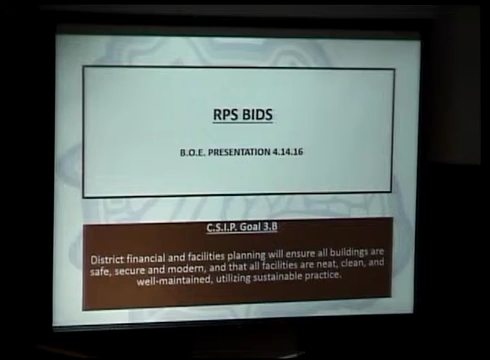 RPS BIDS
B.O.E. PRESENTATION 4.14.16
C.S.I.P. Goal 3.B
District financial and facilities planning will ensure all buildings are
safe, secure and modern, and that all facilities are neat, clean, and
well-maintained, utilizing sustainable practice.